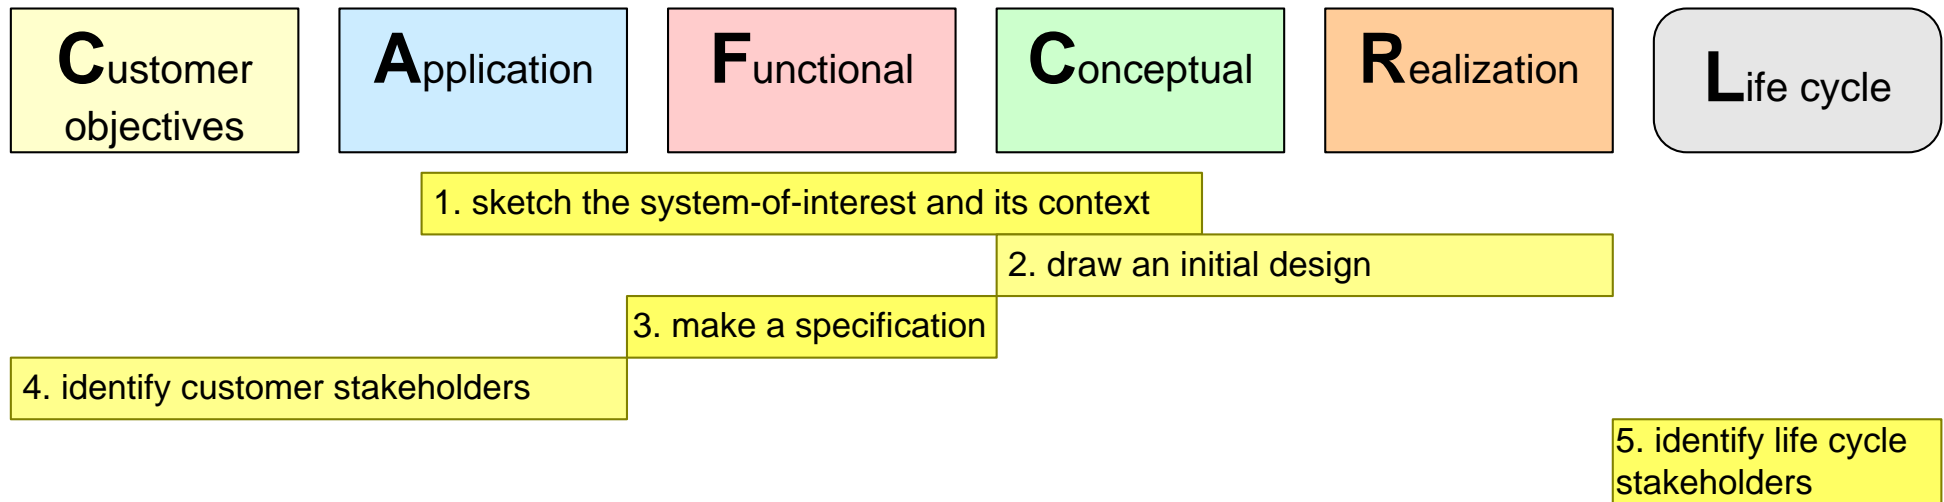 Customer
objectives
Application
Functional
Conceptual
Realization
Life cycle
1. sketch the system-of-interest and its context
2. draw an initial design
3. make a specification
4. identify customer stakeholders
5. identify life cycle
stakeholders